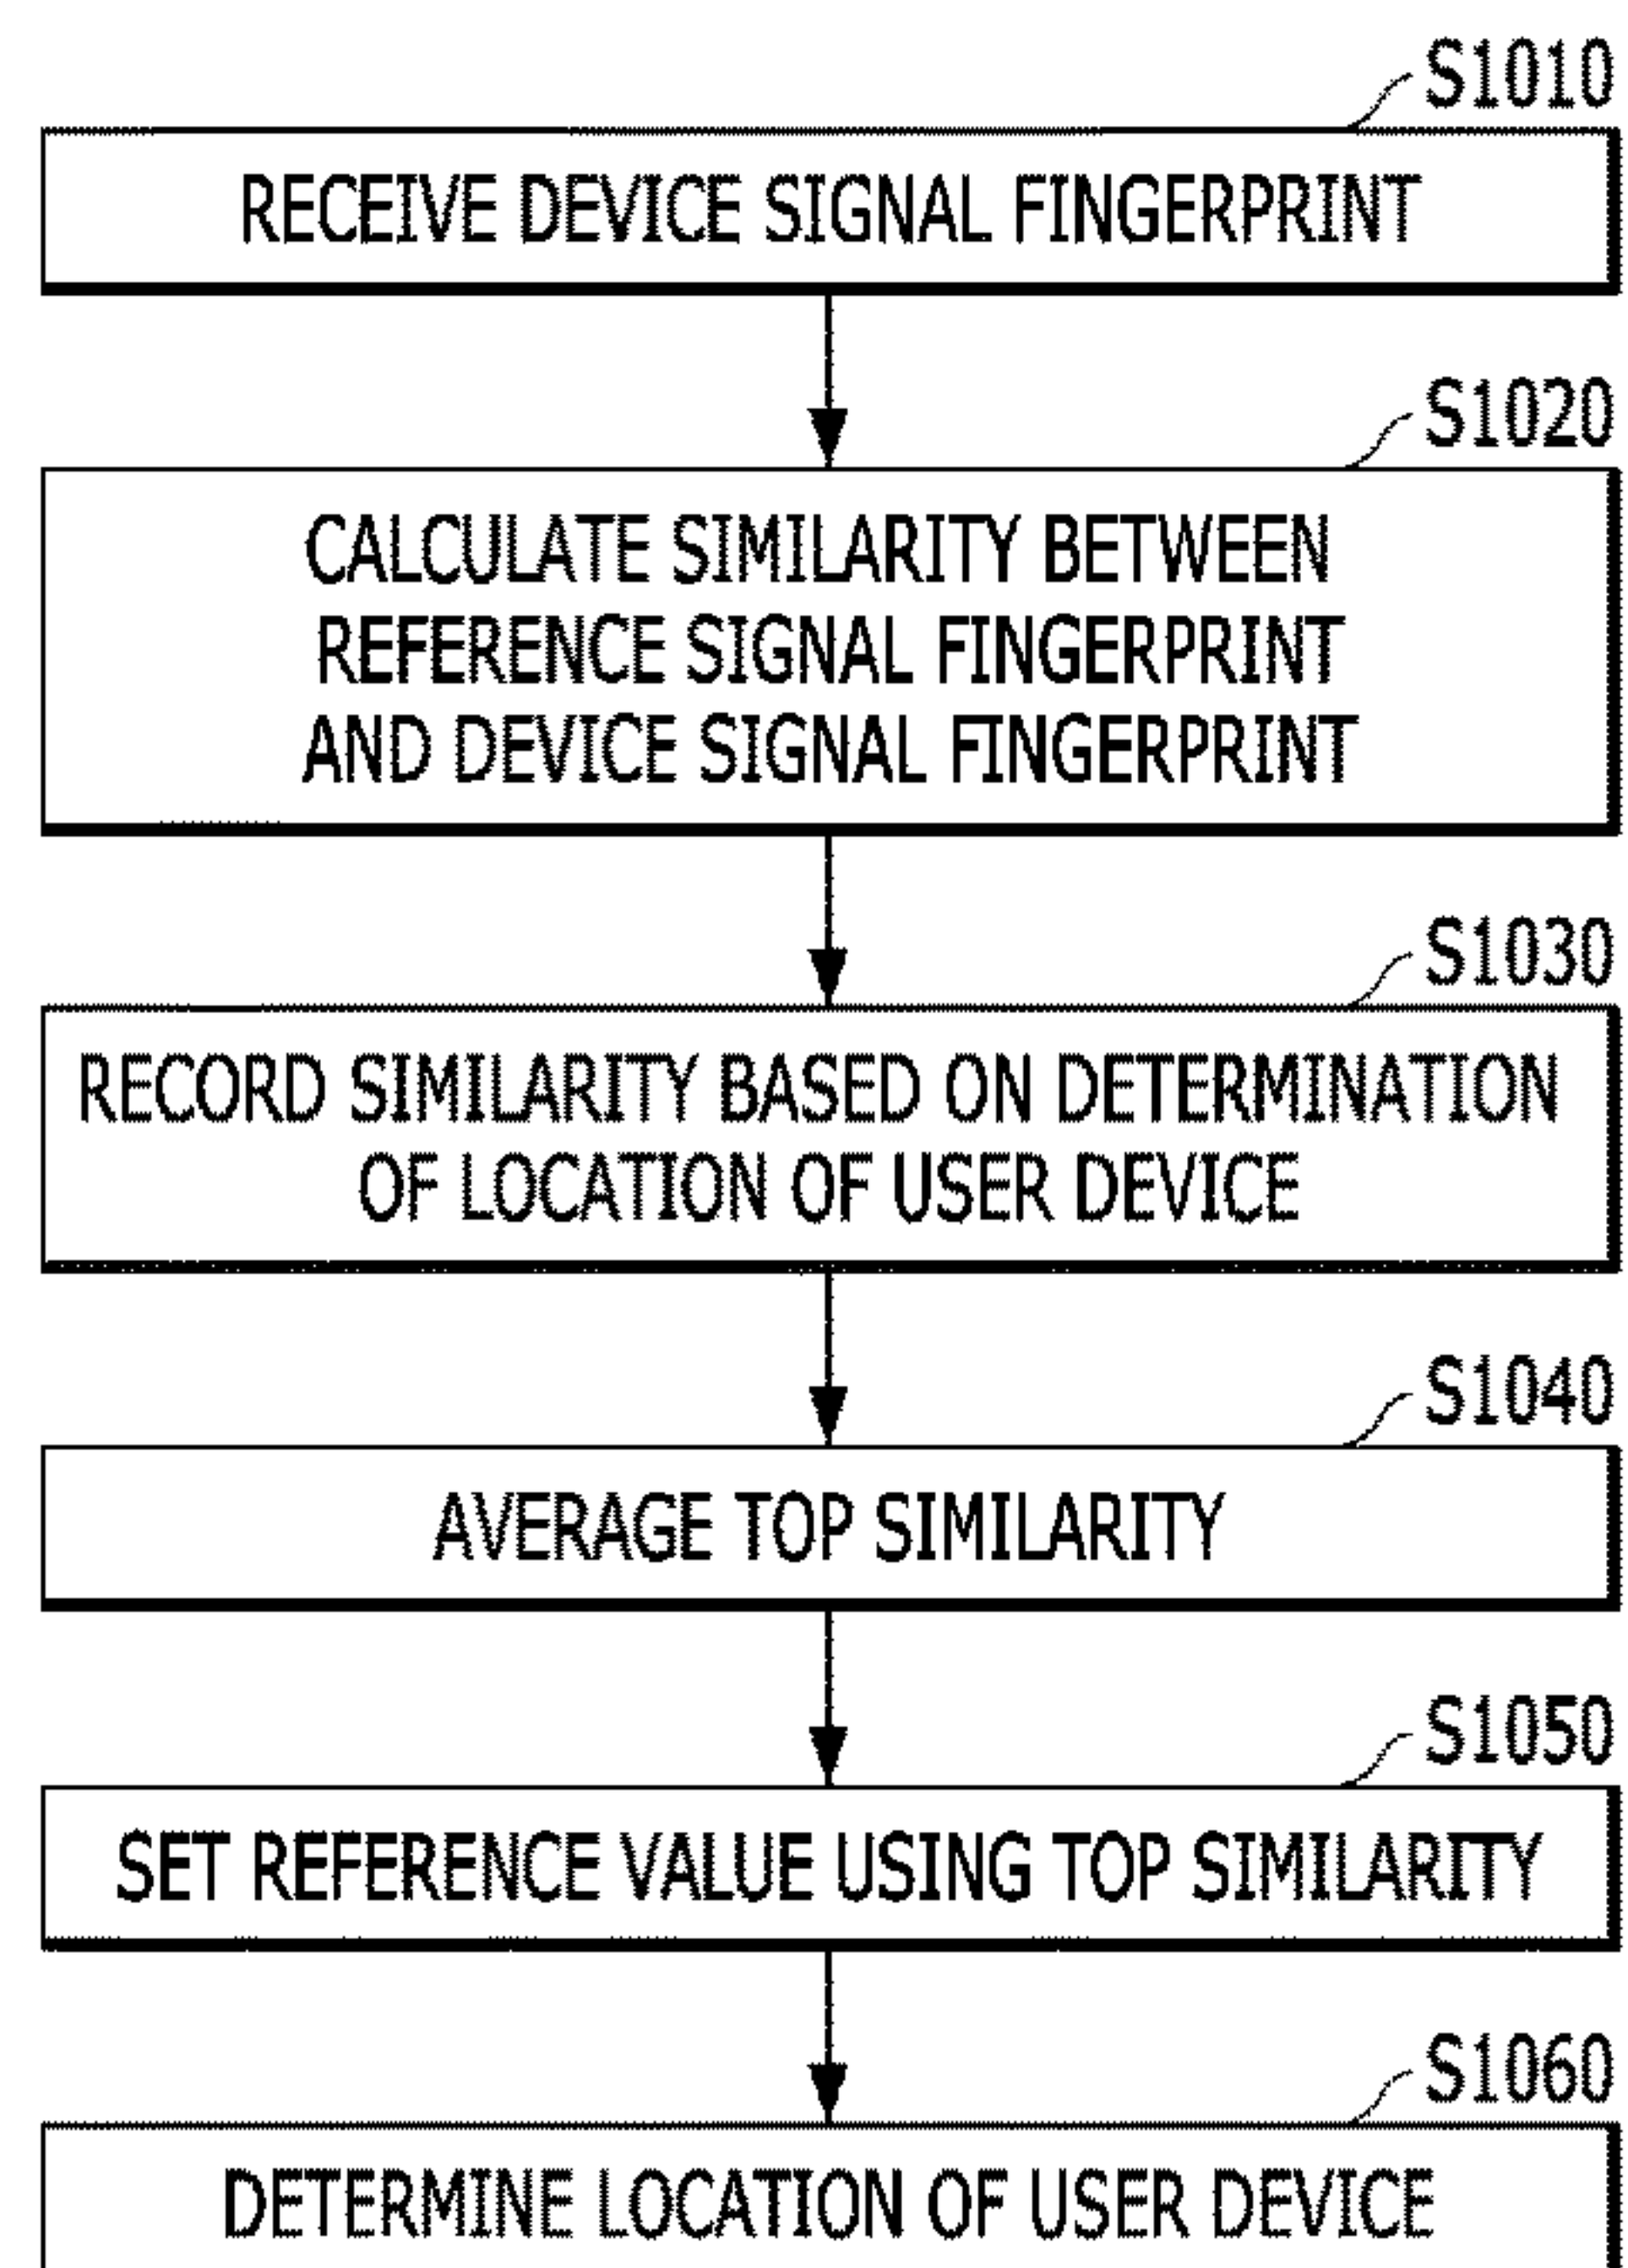 S1010
RECEIVE DEVICE SIGNAL FINGERPRINT
S1020
CALCULATE SIMILARITY BETWEEN
REFERENCE SIGNAL FINGERPRINT
AND DEVICE SIGNAL FINGERPRINT
S1030
RECORD SIMILARITY BASED ON DETERMINATION
OF LOCATION OF USER DEVICE
S1040
AVERAGE TOP SIMILARITY
S1050
SET REFERENCE VALUE USING TOP SIMILARITY
S1060
DETERMINE LOCATION OF USER DEVICE